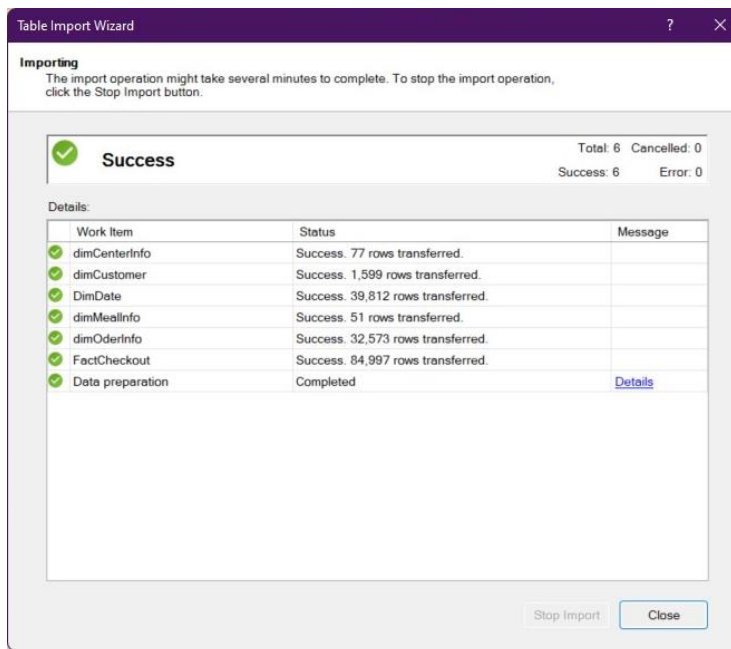 Table Import Wizard ?
Importing
The import operation might take several minutes to complete. To stop the import operation,
click the Stop Import button.
Success
Total: 6 Cancelled: 0
Success: 6 Error: 0
Details:
Work Item Status Message
dimCenterInfo Success. 77 rows transferred.
dimCustomer Success. 1,599 rows transferred.
DimDate Success. 39,812 rows transferred.
dimMealInfo Success. 51 rows transferred.
dimOderInfo Success. 32,573 rows transferred.
FactCheckout Success. 84,997 rows transferred.
Data preparation Completed Details
Stop Import Close